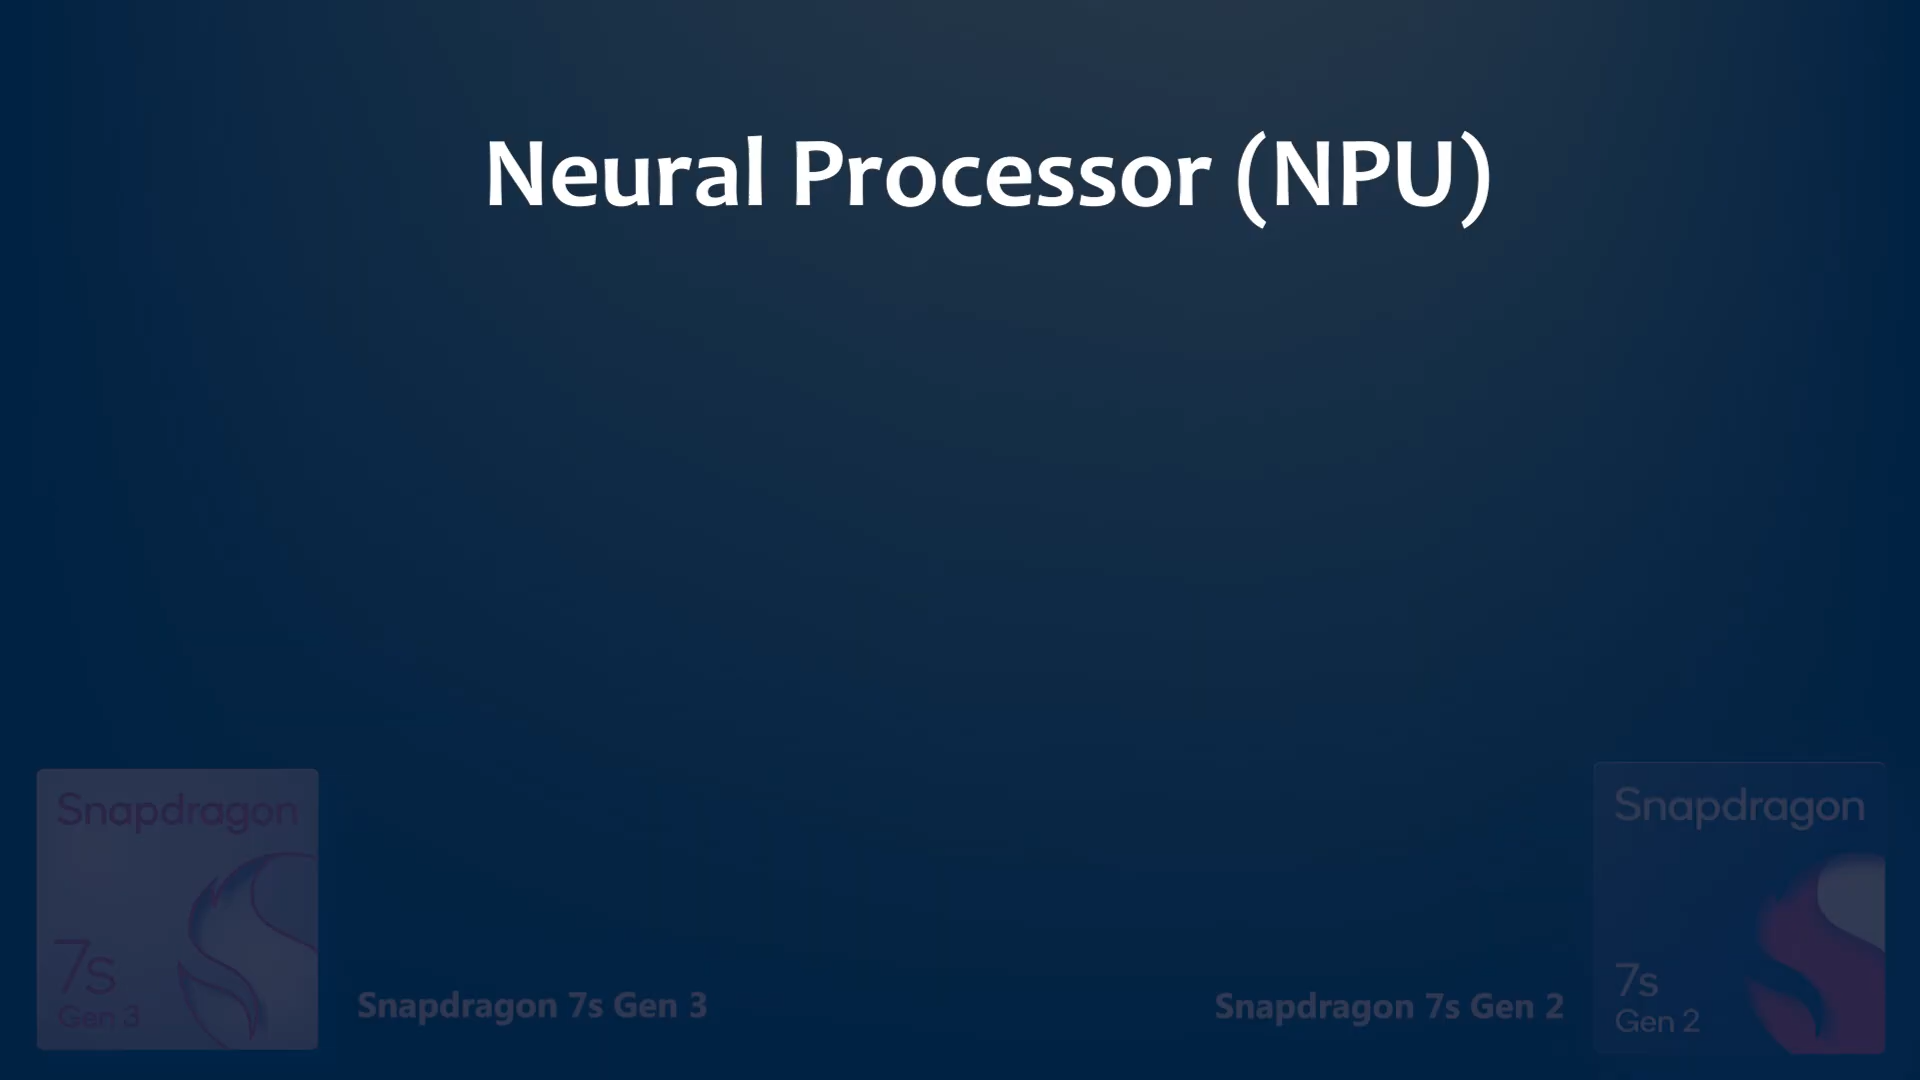 Neural Processor (NPU)
Snapdragon
7s
Gen 3
Snapdragon 7s Gen 3
Snapdragon 7s Gen 2
Snapdragon
7s
Gen 2